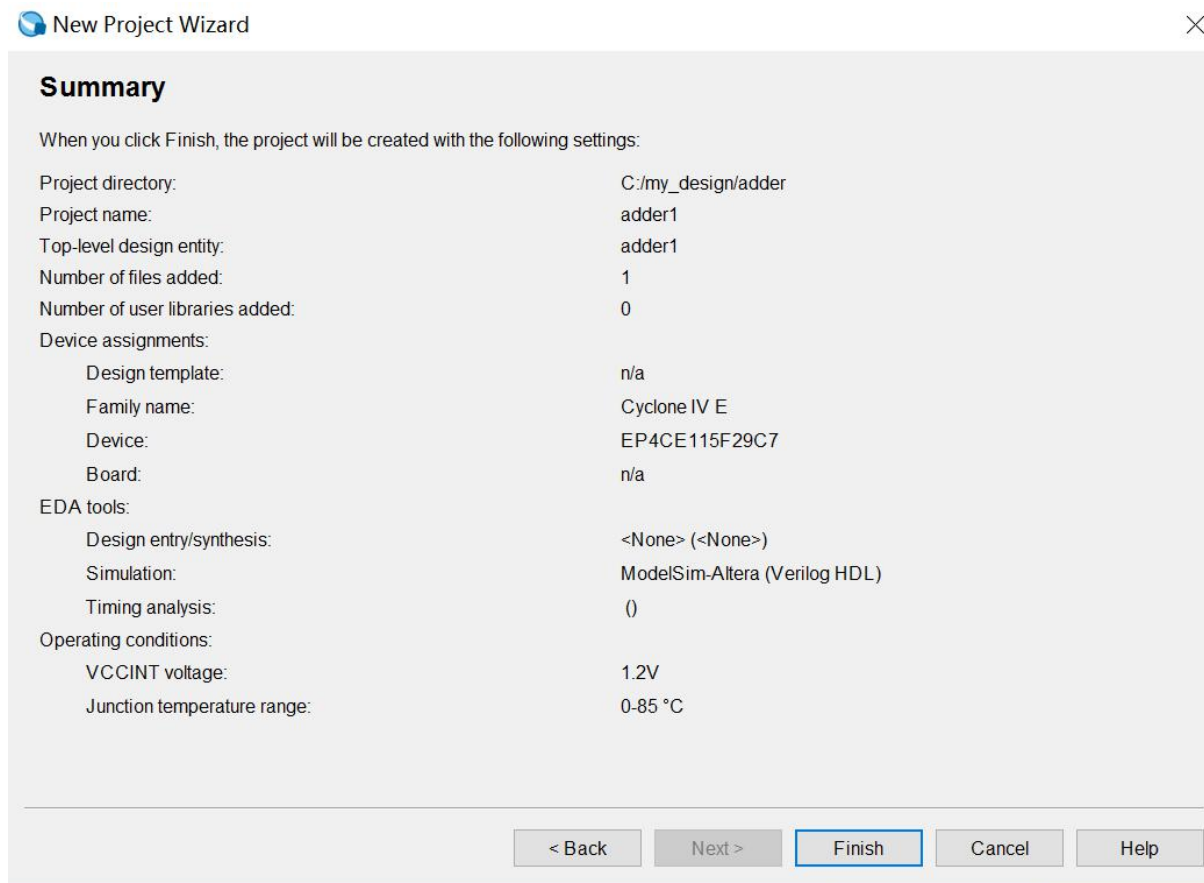 New Project Wizard
Summary
When you click Finish, the project will be created with the following settings:
Project directory: C:/my_design/adder
Project name: adder1
Top-level design entity: adder1
Number of files added: 1
Number of user libraries added: 0
Device assignments:
Design template: n/a
Family name: Cyclone IV E
Device: EP4CE115F29C7
Board: n/a
EDA tools:
Design entry/synthesis: <None> (<None>)
Simulation: ModelSim-Altera (Verilog HDL)
Timing analysis: ()
Operating conditions:
VCCINT voltage: 1.2V
Junction temperature range: 0-85 °C
< Back Next > Finish Cancel Help